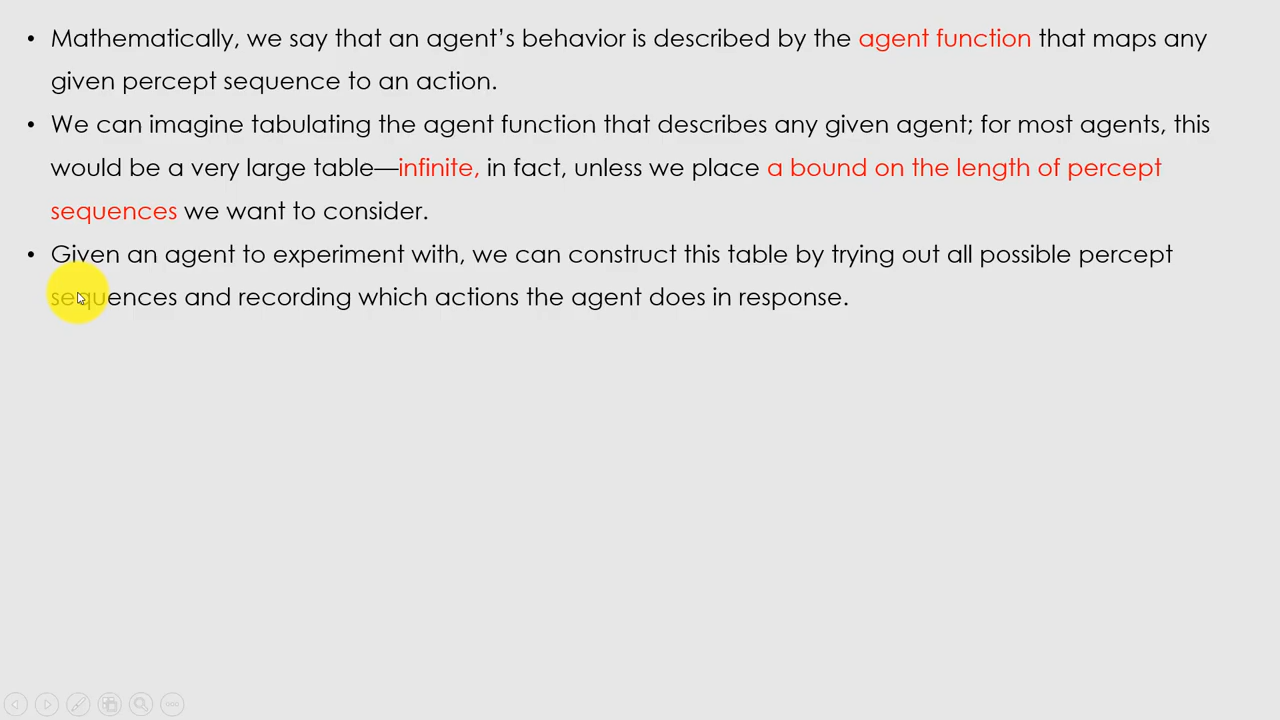 • Mathematically, we say that an agent’s behavior is described by the agent function that maps any
given percept sequence to an action.
• We can imagine tabulating the agent function that describes any given agent; for most agents, this
would be a very large table—infinite, in fact, unless we place a bound on the length of percept
sequences we want to consider.
• Given an agent to experiment with, we can construct this table by trying out all possible percept
sequences and recording which actions the agent does in response.